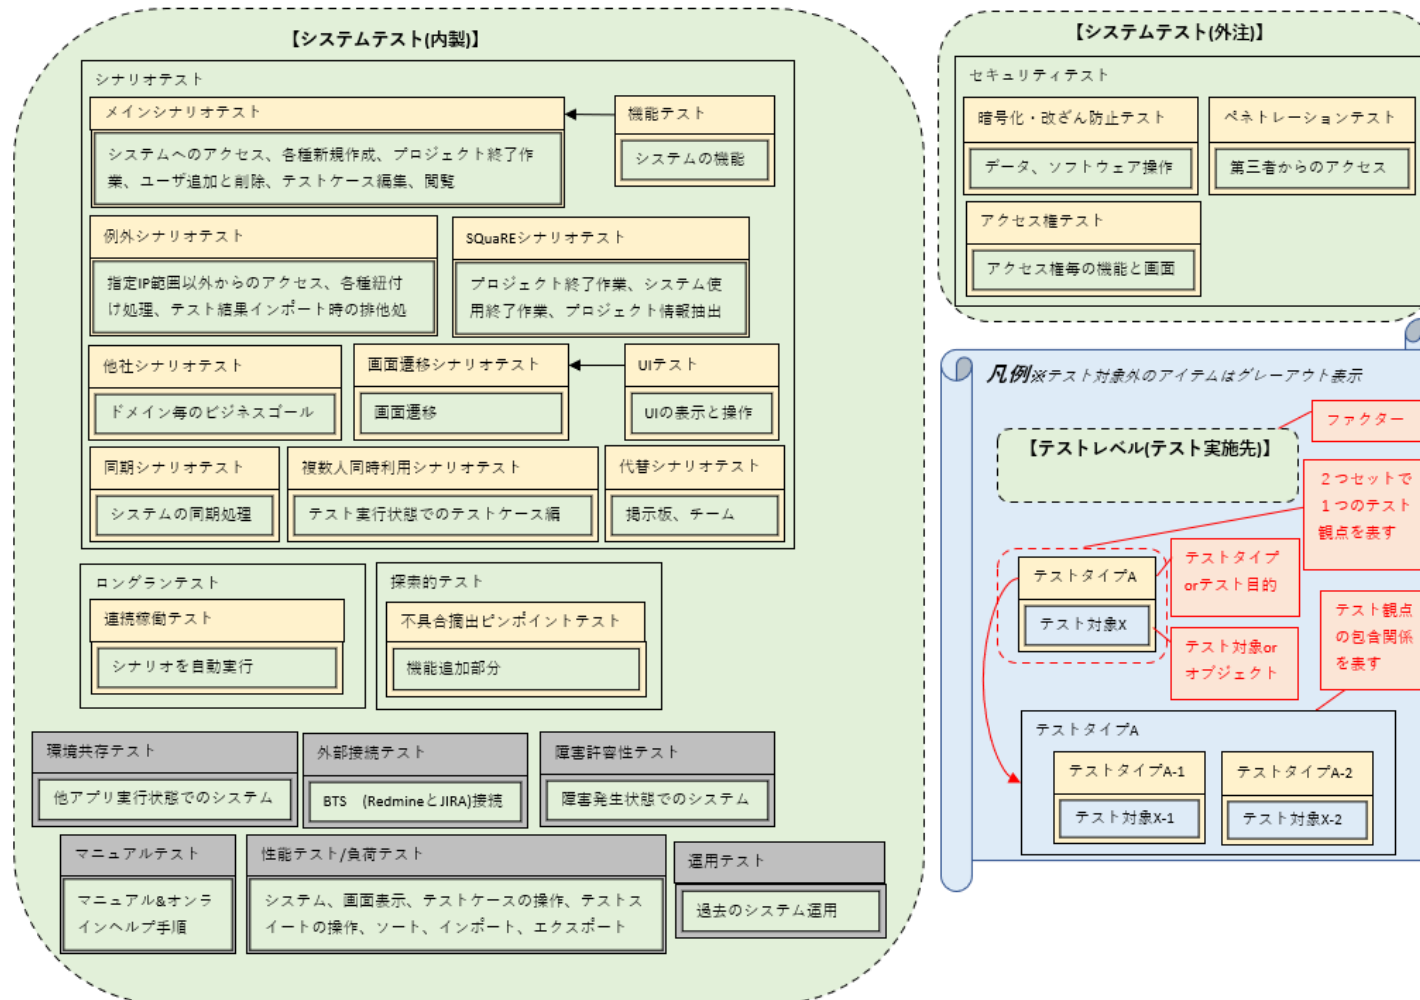 【システムテスト(内製)】
シナリオテスト
メインシナリオテスト
システムへのアクセス、各種新規作成、プロジェクト終了作
業、ユーザ追加と削除、テストケース編集、閲覧
機能テスト
システムの機能
例外シナリオテスト
指定IP範囲以外からのアクセス、各種紐付
け処理、テスト結果インポート時の排他処
SQuaREシナリオテスト
プロジェクト終了作業、システム使
用終了作業、プロジェクト情報抽出
他社シナリオテスト
ドメイン毎のビジネスゴール
画面遷移シナリオテスト
画面遷移
UIテスト
UIの表示と操作
同期シナリオテスト
システムの同期処理
複数人同時利用シナリオテスト
テスト実行状態でのテストケース編
代替シナリオテスト
掲示板、チーム
ロングランテスト
連続稼働テスト
シナリオを自動実行
探索的テスト
不具合摘出ピンポイントテスト
機能追加部分
環境共存テスト
他アプリ実行状態でのシステム
外部接続テスト
BTS (RedmineとJIRA)接続
障害許容性テスト
障害発生状態でのシステム
マニュアルテスト
マニュアル&オンラ
インヘルプ手順
性能テスト/負荷テスト
システム、画面表示、テストケースの操作、テストス
イートの操作、ソート、インポート、エクスポート
運用テスト
過去のシステム運用
【システムテスト(外注)】
セキュリティテスト
暗号化・改ざん防止テスト
データ、ソフトウェア操作
ペネトレーションテスト
第三者からのアクセス
アクセス権テスト
アクセス権毎の機能と画面
凡例※テスト対象外のアイテムはグレーアウト表示
ファクター
【テストレベル(テスト実施先)】
2つセットで
1つのテスト
観点を表す
テストタイプA
テスト対象X
テストタイプ
orテスト目的
テスト対象or
オブジェクト
テスト観点
の包含関係
を表す
テストタイプA
テストタイプA-1
テスト対象X-1
テストタイプA-2
テスト対象X-2